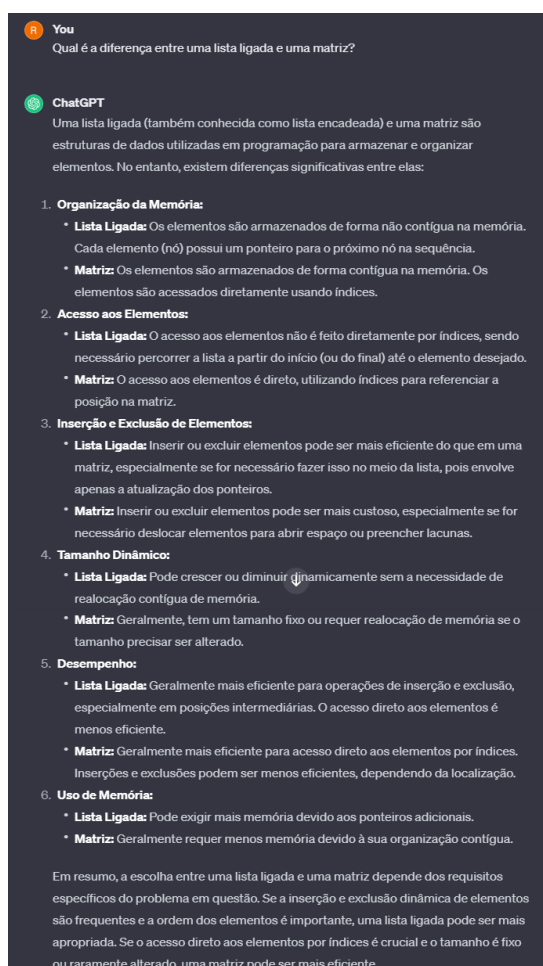 R You
Qual é a diferença entre uma lista ligada e uma matriz?
ChatGPT
Uma lista ligada (também conhecida como lista encadeada) e uma matriz são
estruturas de dados utilizadas em programação para armazenar e organizar
elementos. No entanto, existem diferenças significativas entre elas:
1. Organização da Memória:
• Lista Ligada: Os elementos são armazenados de forma não contígua na memória.
Cada elemento (nó) possui um ponteiro para o próximo nó na sequência.
• Matriz: Os elementos são armazenados de forma contígua na memória. Os
elementos são acessados diretamente usando índices.
2. Acesso aos Elementos:
• Lista Ligada: O acesso aos elementos não é feito diretamente por índices, sendo
necessário percorrer a lista a partir do início (ou do final) até o elemento desejado.
• Matriz: O acesso aos elementos é direto, utilizando índices para referenciar a
posição na matriz.
3. Inserção e Exclusão de Elementos:
• Lista Ligada: Inserir ou excluir elementos pode ser mais eficiente do que em uma
matriz, especialmente se for necessário fazer isso no meio da lista, pois envolve
apenas a atualização dos ponteiros.
• Matriz: Inserir ou excluir elementos pode ser mais custoso, especialmente se for
necessário deslocar elementos para abrir espaço ou preencher lacunas.
4. Tamanho Dinâmico:
• Lista Ligada: Pode crescer ou diminuir dinamicamente sem a necessidade de
realocação contígua de memória.
• Matriz: Geralmente, tem um tamanho fixo ou requer realocação de memória se o
tamanho precisar ser alterado.
5. Desempenho:
• Lista Ligada: Geralmente mais eficiente para operações de inserção e exclusão,
especialmente em posições intermediárias. O acesso direto aos elementos é
menos eficiente.
• Matriz: Geralmente mais eficiente para acesso direto aos elementos por índices.
Inserções e exclusões podem ser menos eficientes, dependendo da localização.
6. Uso de Memória:
• Lista Ligada: Pode exigir mais memória devido aos ponteiros adicionais.
• Matriz: Geralmente requer menos memória devido à sua organização contígua.
Em resumo, a escolha entre uma lista ligada e uma matriz depende dos requisitos
específicos do problema em questão. Se a inserção e exclusão dinâmica de elementos
são frequentes e a ordem dos elementos é importante, uma lista ligada pode ser mais
apropriada. Se o acesso direto aos elementos por índices é crucial e o tamanho é fixo
ou raramente alterado, uma matriz pode ser mais eficiente.